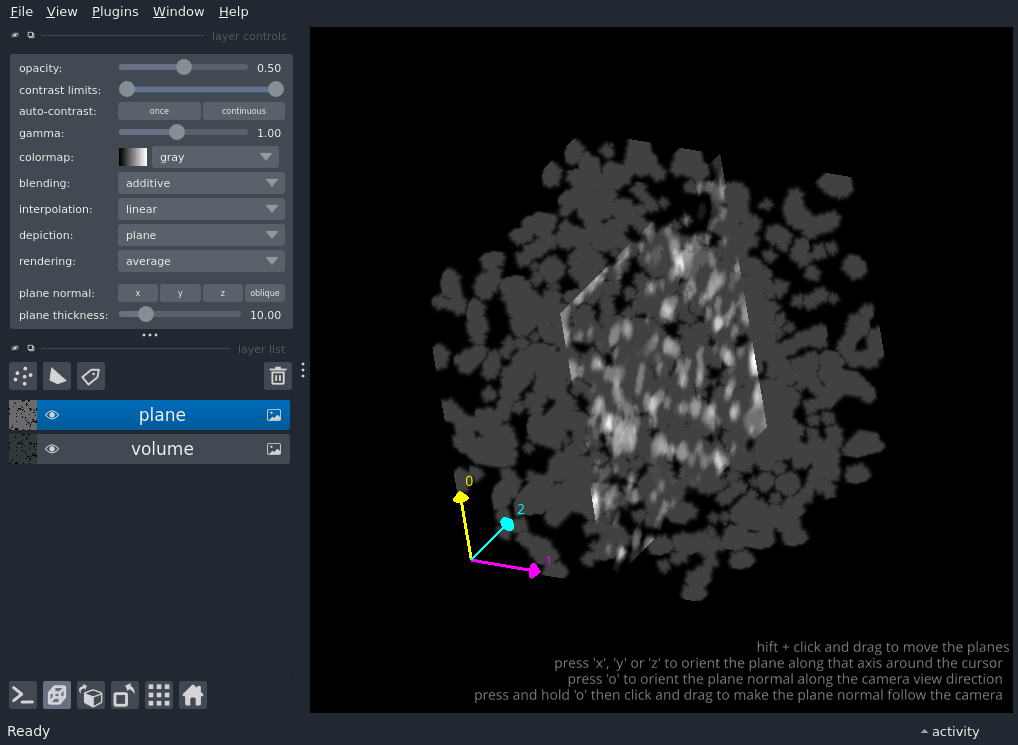 File View Plugins Window Help
layer controls
opacity: 0.50
contrast limits:
auto-contrast: once continuous
gamma: 1.00
colormap: gray
blending: additive
interpolation: linear
depiction: plane
rendering: average
plane normal: x y z oblique
plane thickness: 10.00
layer list
plane
volume
0
2
1
hift + click and drag to move the planes
press 'x', 'y' or 'z' to orient the plane along that axis around the cursor
press 'o' to orient the plane normal along the camera view direction
press and hold 'o' then click and drag to make the plane normal follow the camera
Ready activity